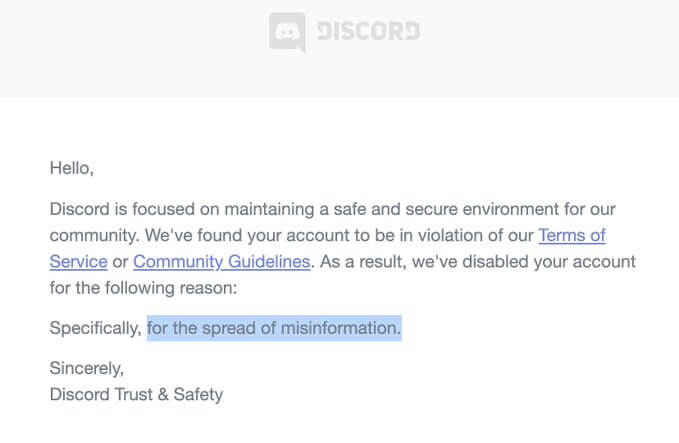 DISCORD
Hello,
Discord is focused on maintaining a safe and secure environment for our
community. We've found your account to be in violation of our Terms of
Service or Community Guidelines. As a result, we've disabled your account
for the following reason:
Specifically, for the spread of misinformation.
Sincerely,
Discord Trust & Safety